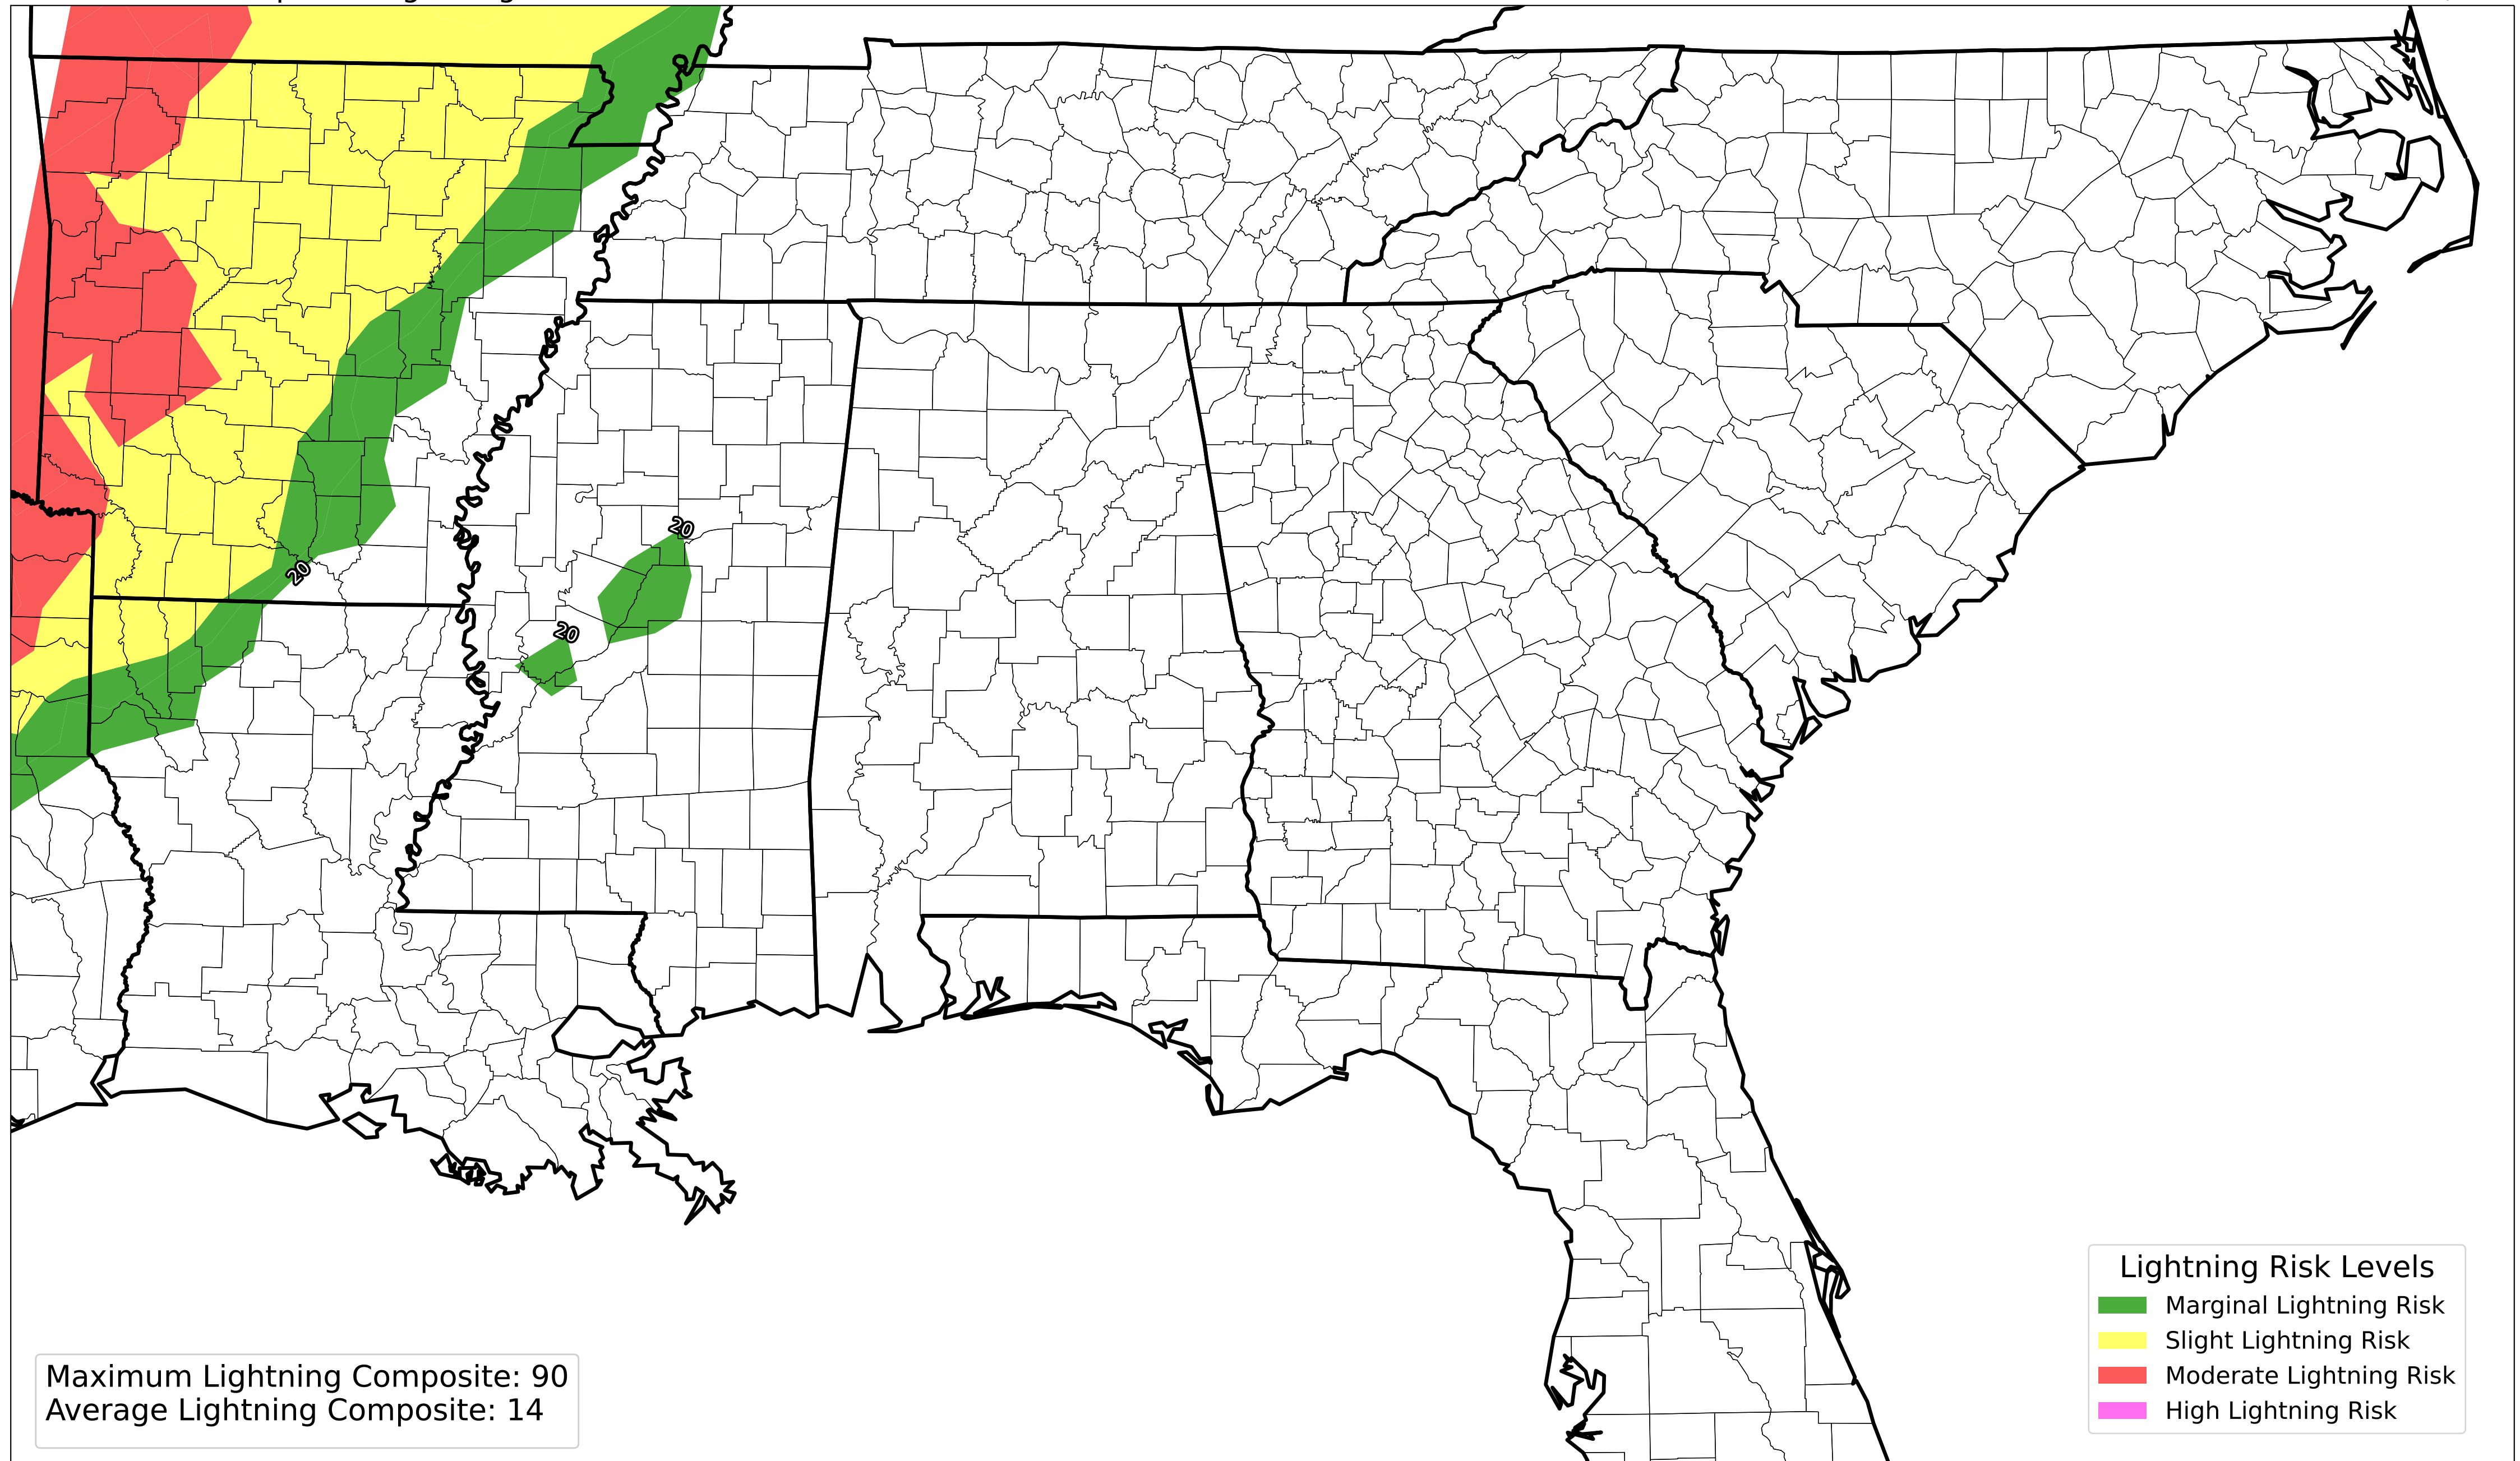 20
20
20
Lightning Risk Levels
Marginal Lightning Risk
Slight Lightning Risk
Moderate Lightning Risk
High Lightning Risk
Maximum Lightning Composite: 90
Average Lightning Composite: 14